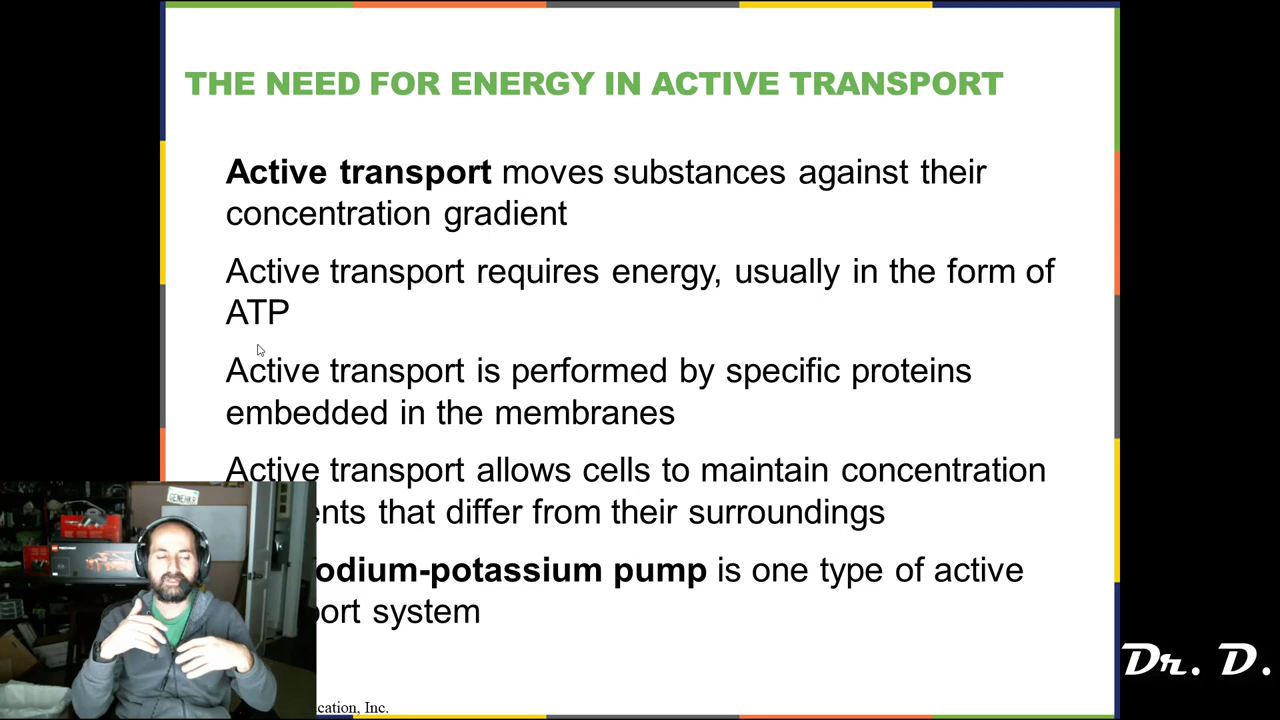 THE NEED FOR ENERGY IN ACTIVE TRANSPORT
Active transport moves substances against their
concentration gradient
Active transport requires energy, usually in the form of
ATP
Active transport is performed by specific proteins
embedded in the membranes
Active transport allows cells to maintain concentration
that differ from their surroundings
odium-potassium pump is one type of active
system
cation, Inc.
Dr. D.